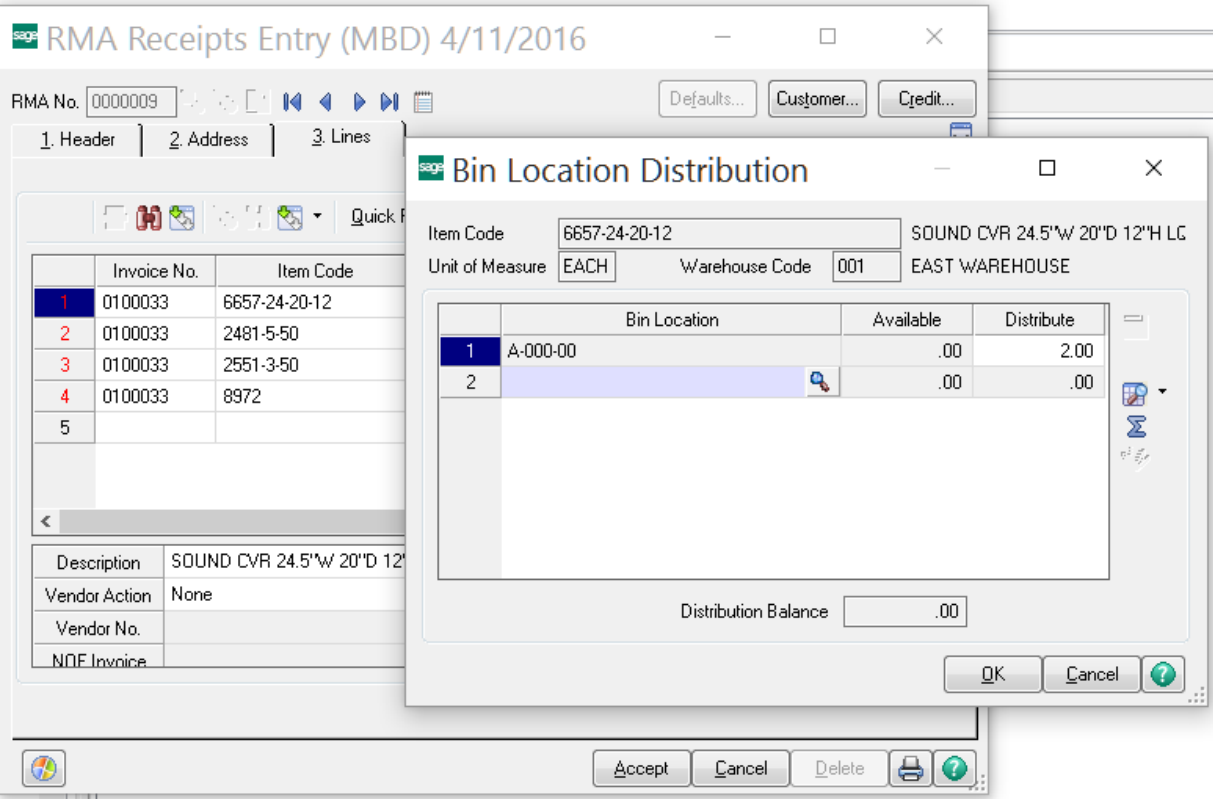 sage RMA Receipts Entry (MBD) 4/11/2016
RMA No. 0000009 Defaults... Customer... Credit...
1. Header 2. Address 3. Lines
Quick
Invoice No. Item Code
1 0100033 6657-24-20-12
2 0100033 2481-5-50
3 0100033 2551-3-50
4 0100033 8972
5
Description SOUND CVR 24.5"W 20"D 12"
Vendor Action None
Vendor No.
NOF Invoice
Accept Cancel Delete
sage Bin Location Distribution
Item Code 6657-24-20-12 SOUND CVR 24.5"W 20"D 12"H LG
Unit of Measure EACH Warehouse Code 001 EAST WAREHOUSE
Bin Location Available Distribute
1 A-000-00 .00 2.00
2 .00 .00
Distribution Balance .00
OK Cancel